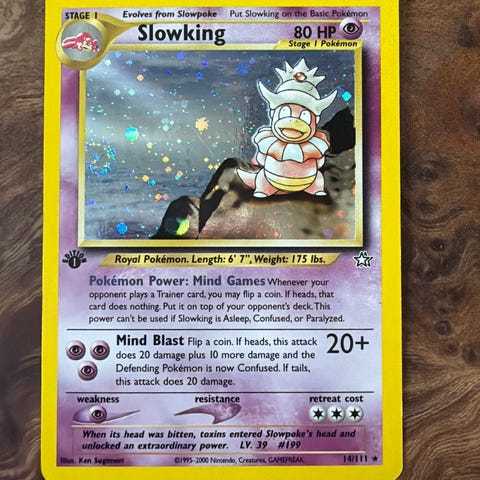 STAGE 1 Evolves from Slowpoke Put Slowking on the Basic Pokémon
Slowking 80 HP
Stage 1 Pokémon
EDITION
1
Royal Pokémon. Length: 6' 7", Weight: 175 lbs.
Pokémon Power: Mind Games Whenever your
opponent plays a Trainer card, you may flip a coin. If heads, that
card does nothing. Put it on top of your opponent's deck. This
power can't be used if Slowking is Asleep, Confused, or Paralyzed.
Mind Blast Flip a coin. If heads, this attack 20+
does 20 damage plus 10 more damage and the
Defending Pokémon is now Confused. If tails,
this attack does 20 damage.
weakness resistance retreat cost
When its head was bitten, toxins entered Slowpoke's head and
unlocked an extraordinary power. LV. 39 #199
Illus. Ken Sugimori ©1995-2000 Nintendo, Creatures, GAMEFREAK. 14/111 ★